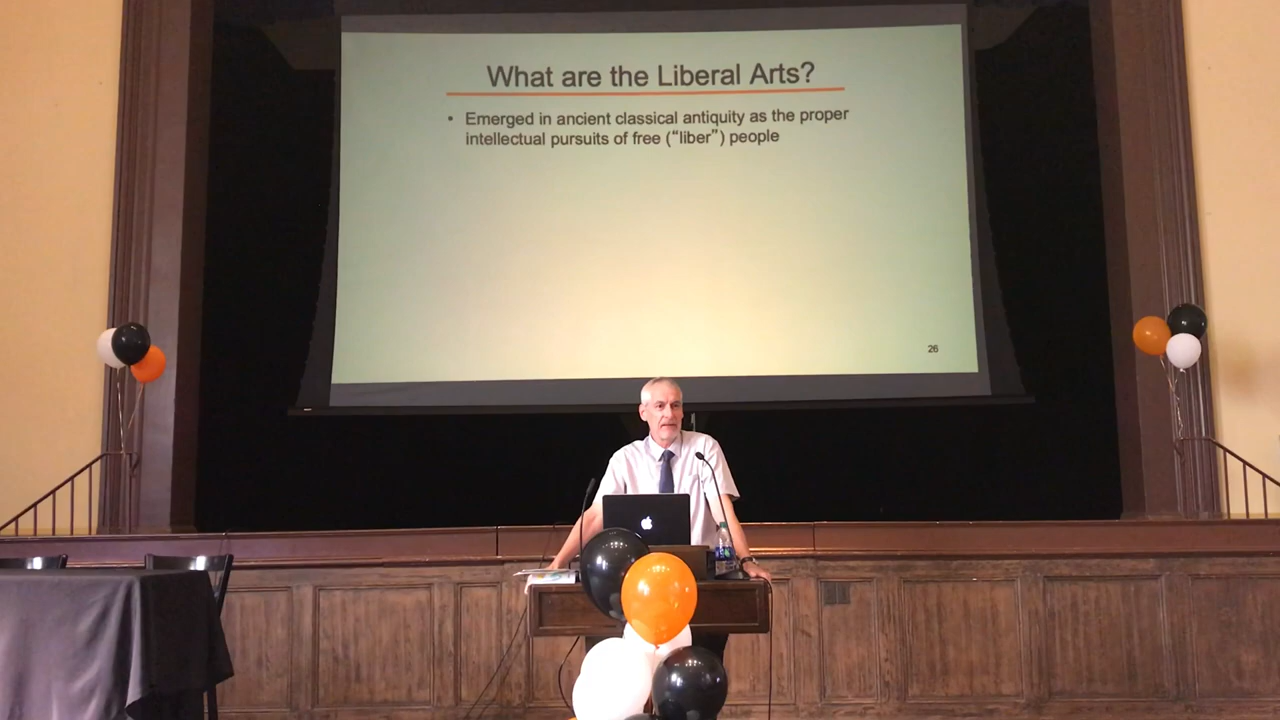 What are the Liberal Arts?
• Emerged in ancient classical antiquity as the proper
intellectual pursuits of free (“liber”) people
26